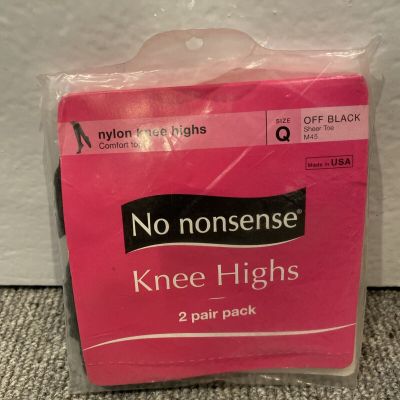 nylon knee highs
Comfort top
SIZE
Q
OFF BLACK
Sheer Toe
M45
Made in USA
No nonsense®
Knee Highs
2 pair pack